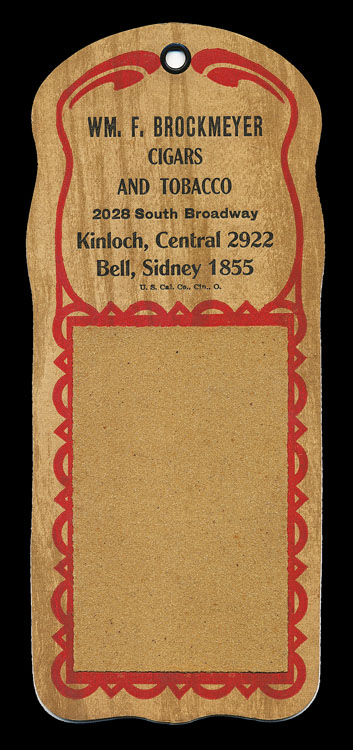 WM. F. BROCKMEYER
CIGARS
AND TOBACCO
2028 South Broadway
Kinloch, Central 2922
Bell, Sidney 1855
U. S. Cal. Co., Cin., O.